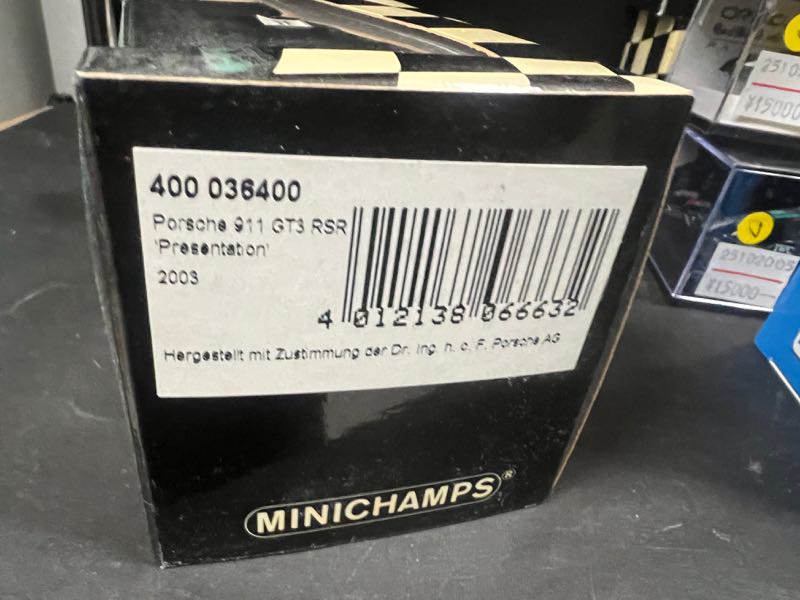 400 036400
Porsche 911 GT3 RSR
'Presentation'
2003
4 012138 066632
Hergestellt mit Zustimmung der Dr. Ing. h. c. F. Porsche AG
MINICHAMPS®
¥15000
25102005
¥15000